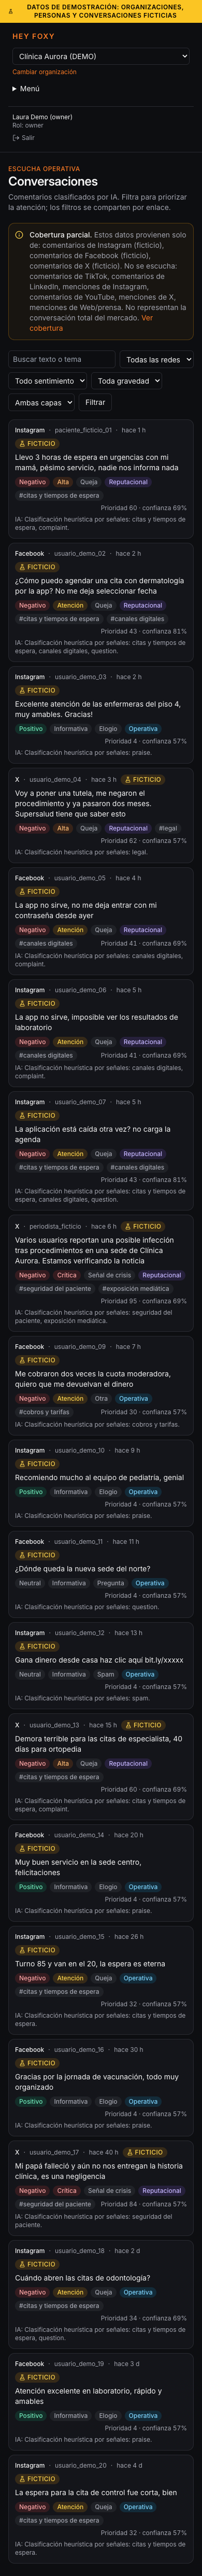 DATOS DE DEMOSTRACIÓN: ORGANIZACIONES,
PERSONAS Y CONVERSACIONES FICTICIAS
HEY FOXY
Clínica Aurora (DEMO)
Cambiar organización
Menú
Laura Demo (owner)
Rol: owner
Salir
ESCUCHA OPERATIVA
Conversaciones
Comentarios clasificados por IA. Filtra para priorizar
la atención; los filtros se comparten por enlace.
Cobertura parcial. Estos datos provienen solo
de: comentarios de Instagram (ficticio),
comentarios de Facebook (ficticio),
comentarios de X (ficticio). No se escucha:
comentarios de TikTok, comentarios de
LinkedIn, menciones de Instagram,
comentarios de YouTube, menciones de X,
menciones de Web/prensa. No representan la
conversación total del mercado. Ver
cobertura
Buscar texto o tema
Todas las redes
Todo sentimiento
Toda gravedad
Ambas capas
Filtrar
Instagram · paciente_ficticio_01 · hace 1 h
FICTICIO
Llevo 3 horas de espera en urgencias con mi
mamá, pésimo servicio, nadie nos informa nada
Negativo Alta Queja Reputacional
#citas y tiempos de espera
Prioridad 60 · confianza 69%
IA: Clasificación heurística por señales: citas y tiempos de
espera, complaint.
Facebook · usuario_demo_02 · hace 2 h
FICTICIO
¿Cómo puedo agendar una cita con dermatología
por la app? No me deja seleccionar fecha
Negativo Atención Queja Reputacional
#citas y tiempos de espera #canales digitales
Prioridad 43 · confianza 81%
IA: Clasificación heurística por señales: citas y tiempos de
espera, canales digitales, question.
Instagram · usuario_demo_03 · hace 2 h
FICTICIO
Excelente atención de las enfermeras del piso 4,
muy amables. Gracias!
Positivo Informativa Elogio Operativa
Prioridad 4 · confianza 57%
IA: Clasificación heurística por señales: praise.
X · usuario_demo_04 · hace 3 h FICTICIO
Voy a poner una tutela, me negaron el
procedimiento y ya pasaron dos meses.
Supersalud tiene que saber esto
Negativo Alta Queja Reputacional #legal
Prioridad 62 · confianza 57%
IA: Clasificación heurística por señales: legal.
Facebook · usuario_demo_05 · hace 4 h
FICTICIO
La app no sirve, no me deja entrar con mi
contraseña desde ayer
Negativo Atención Queja Reputacional
#canales digitales Prioridad 41 · confianza 69%
IA: Clasificación heurística por señales: canales digitales,
complaint.
Instagram · usuario_demo_06 · hace 5 h
FICTICIO
La app no sirve, imposible ver los resultados de
laboratorio
Negativo Atención Queja Reputacional
#canales digitales Prioridad 41 · confianza 69%
IA: Clasificación heurística por señales: canales digitales,
complaint.
Instagram · usuario_demo_07 · hace 5 h
FICTICIO
La aplicación está caída otra vez? no carga la
agenda
Negativo Atención Queja Reputacional
#citas y tiempos de espera #canales digitales
Prioridad 43 · confianza 81%
IA: Clasificación heurística por señales: citas y tiempos de
espera, canales digitales, question.
X · periodista_ficticio · hace 6 h FICTICIO
Varios usuarios reportan una posible infección
tras procedimientos en una sede de Clínica
Aurora. Estamos verificando la noticia
Negativo Crítica Señal de crisis Reputacional
#seguridad del paciente #exposición mediática
Prioridad 95 · confianza 69%
IA: Clasificación heurística por señales: seguridad del
paciente, exposición mediática.
Facebook · usuario_demo_09 · hace 7 h
FICTICIO
Me cobraron dos veces la cuota moderadora,
quiero que me devuelvan el dinero
Negativo Atención Otra Operativa
#cobros y tarifas Prioridad 30 · confianza 57%
IA: Clasificación heurística por señales: cobros y tarifas.
Instagram · usuario_demo_10 · hace 9 h
FICTICIO
Recomiendo mucho al equipo de pediatría, genial
Positivo Informativa Elogio Operativa
Prioridad 4 · confianza 57%
IA: Clasificación heurística por señales: praise.
Facebook · usuario_demo_11 · hace 11 h
FICTICIO
¿Dónde queda la nueva sede del norte?
Neutral Informativa Pregunta Operativa
Prioridad 4 · confianza 57%
IA: Clasificación heurística por señales: question.
Instagram · usuario_demo_12 · hace 13 h
FICTICIO
Gana dinero desde casa haz clic aquí bit.ly/xxxxx
Neutral Informativa Spam Operativa
Prioridad 4 · confianza 57%
IA: Clasificación heurística por señales: spam.
X · usuario_demo_13 · hace 15 h FICTICIO
Demora terrible para las citas de especialista, 40
días para ortopedia
Negativo Alta Queja Reputacional
#citas y tiempos de espera
Prioridad 60 · confianza 69%
IA: Clasificación heurística por señales: citas y tiempos de
espera, complaint.
Facebook · usuario_demo_14 · hace 20 h
FICTICIO
Muy buen servicio en la sede centro,
felicitaciones
Positivo Informativa Elogio Operativa
Prioridad 4 · confianza 57%
IA: Clasificación heurística por señales: praise.
Instagram · usuario_demo_15 · hace 26 h
FICTICIO
Turno 85 y van en el 20, la espera es eterna
Negativo Atención Queja Operativa
#citas y tiempos de espera
Prioridad 32 · confianza 57%
IA: Clasificación heurística por señales: citas y tiempos de
espera.
Facebook · usuario_demo_16 · hace 30 h
FICTICIO
Gracias por la jornada de vacunación, todo muy
organizado
Positivo Informativa Elogio Operativa
Prioridad 4 · confianza 57%
IA: Clasificación heurística por señales: praise.
X · usuario_demo_17 · hace 40 h FICTICIO
Mi papá falleció y aún no nos entregan la historia
clínica, es una negligencia
Negativo Crítica Señal de crisis Reputacional
#seguridad del paciente Prioridad 84 · confianza 57%
IA: Clasificación heurística por señales: seguridad del
paciente.
Instagram · usuario_demo_18 · hace 2 d
FICTICIO
Cuándo abren las citas de odontología?
Negativo Atención Queja Operativa
#citas y tiempos de espera
Prioridad 34 · confianza 69%
IA: Clasificación heurística por señales: citas y tiempos de
espera, question.
Facebook · usuario_demo_19 · hace 3 d
FICTICIO
Atención excelente en laboratorio, rápido y
amables
Positivo Informativa Elogio Operativa
Prioridad 4 · confianza 57%
IA: Clasificación heurística por señales: praise.
Instagram · usuario_demo_20 · hace 4 d
FICTICIO
La espera para la cita de control fue corta, bien
Negativo Atención Queja Operativa
#citas y tiempos de espera
Prioridad 32 · confianza 57%
IA: Clasificación heurística por señales: citas y tiempos de
espera.